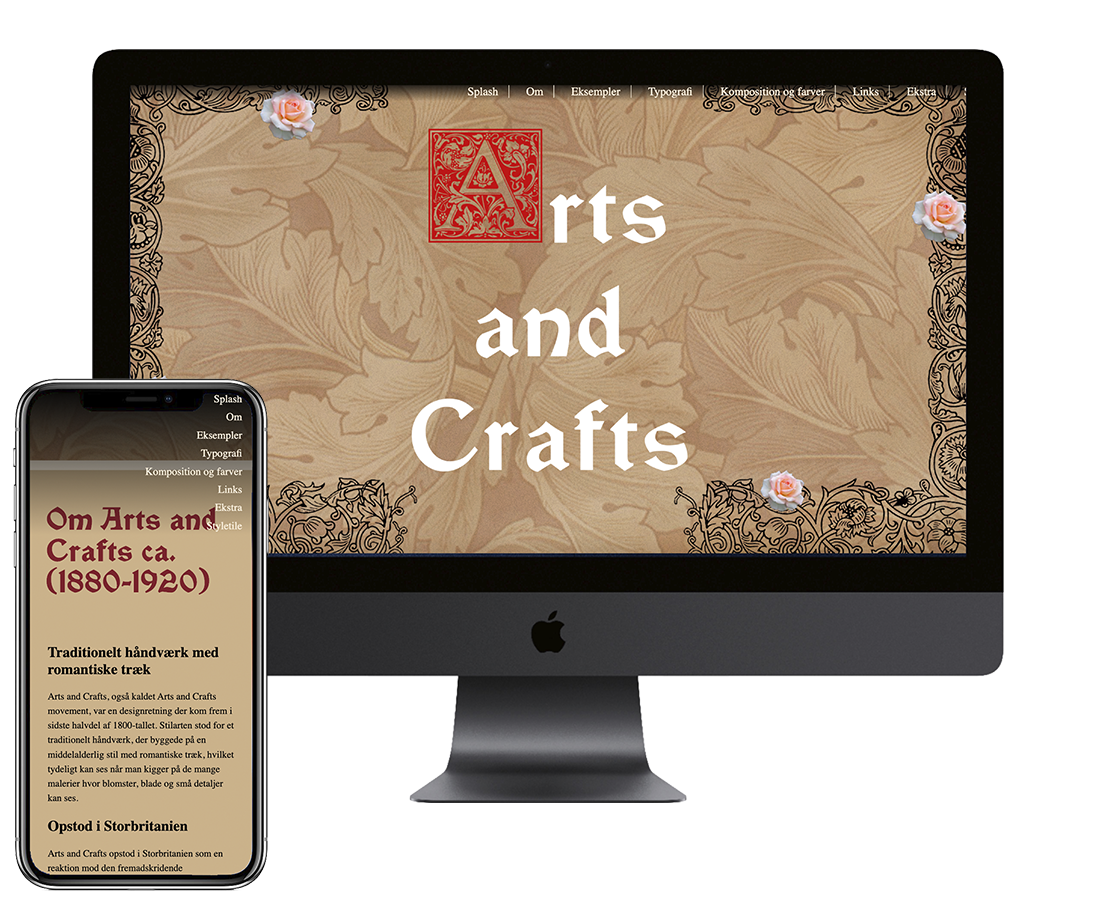 Splash Om Eksempler Typografi Komposition og farver Links Ekstra
Arts
and
Crafts
Splash
Om
Eksempler
Typografi
Komposition og farver
Links
Ekstra
Styletile
Om Arts and
Crafts ca.
(1880-1920)
Traditionelt håndværk med
romantiske træk
Arts and Crafts, også kaldet Arts and Crafts
movement, var en designretning der kom frem i
sidste halvdel af 1800-tallet. Stilarten stod for et
traditionelt håndværk, der byggede på en
middelalderlig stil med romantiske træk, hvilket
tydeligt kan ses når man kigger på de mange
malerier hvor blomster, blade og små detaljer
kan ses.
Opstod i Storbritanien
Arts and Crafts opstod i Storbritanien som en
reaktion mod den fremadskridende